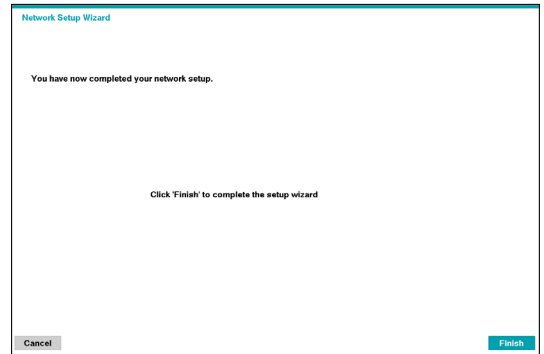 Network Setup Wizard
You have now completed your network setup.
Click 'Finish' to complete the setup wizard
Cancel
Finish